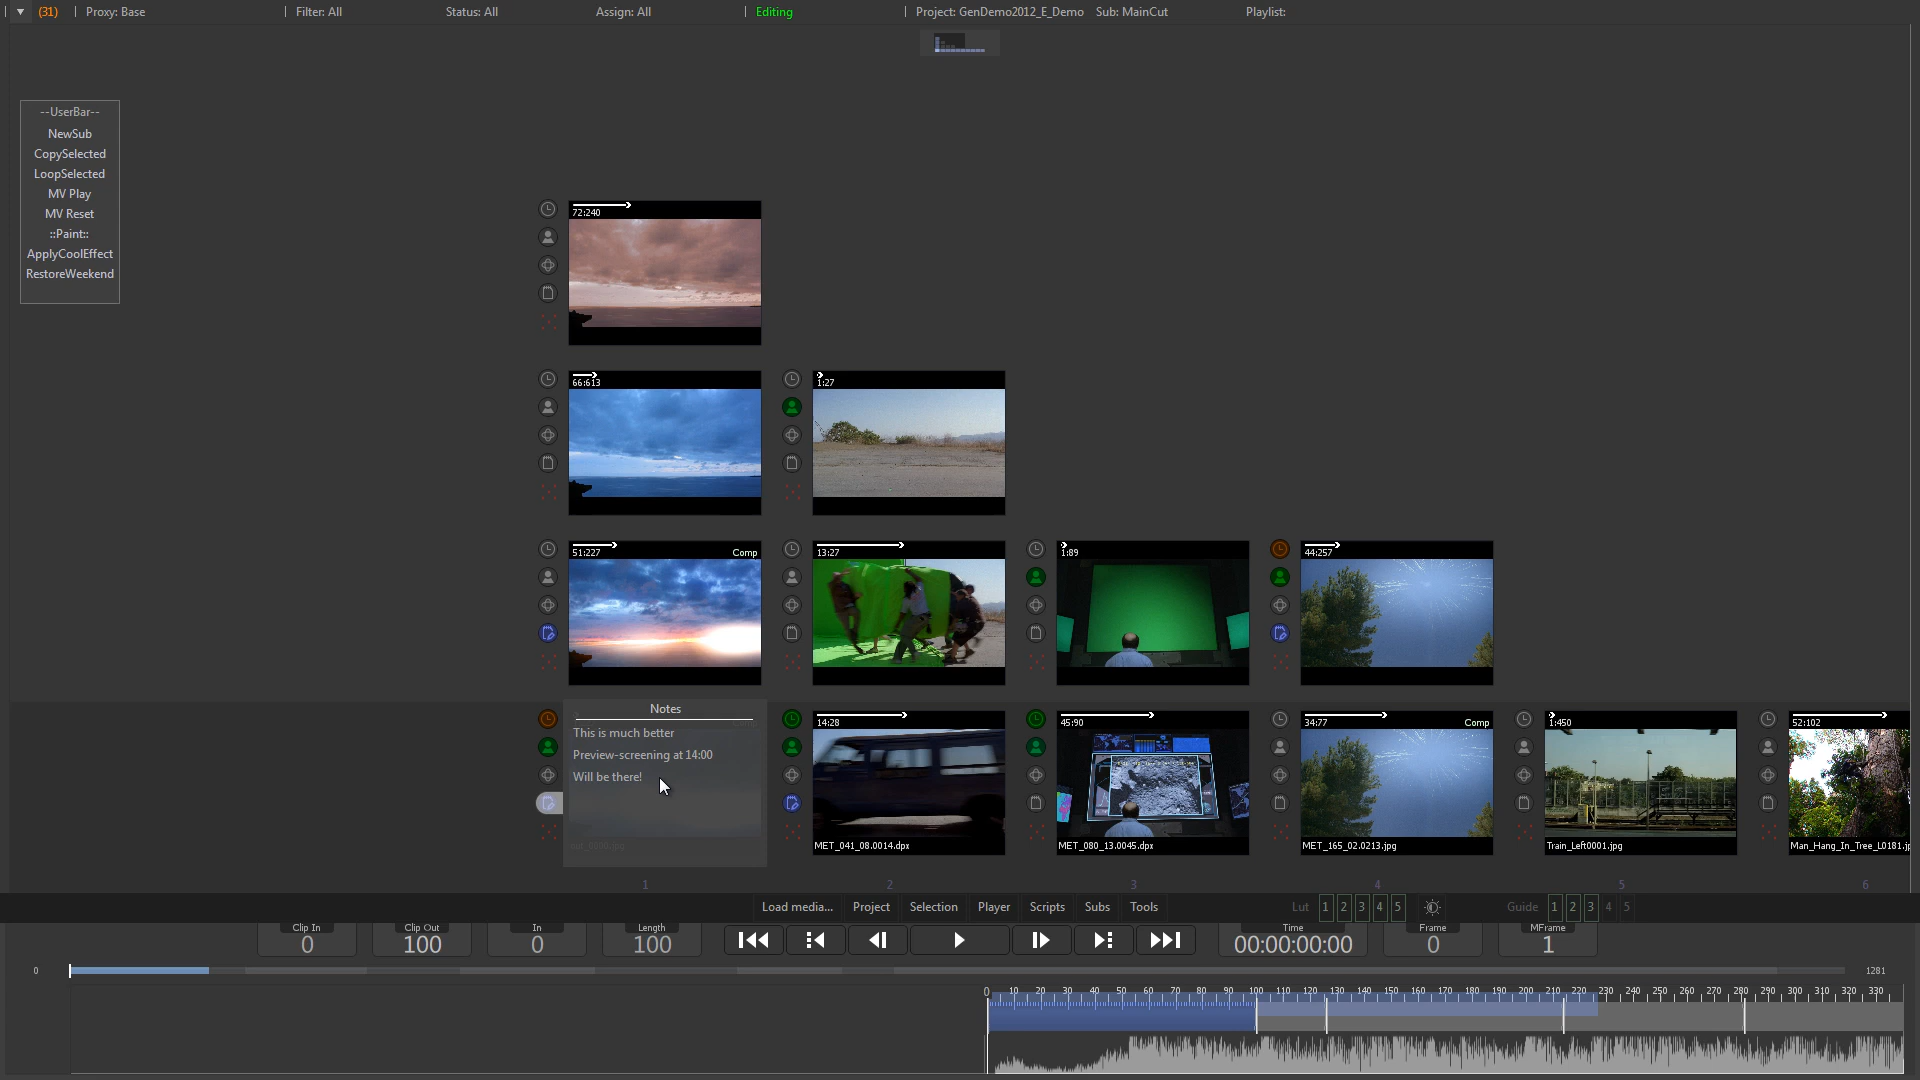 (31) Proxy: Base Filter: All Status: All Assign: All Editing Project: GenDemo2012_E_Demo Sub: MainCut Playlist:
--UserBar--
NewSub
CopySelected
LoopSelected
MV Play
MV Reset
::Paint::
ApplyCoolEffect
RestoreWeekend
72:240
66:613
1:27
51:227 Comp
13:27
1:89
44:257
Notes
This is much better
Preview-screening at 14:00
Will be there!
14:28
MET_041_08.0014.dpx
45:90
MET_080_13.0045.dpx
34:77 Comp
MET_165_02.0213.jpg
1:450
Train_Left0001.jpg
52:102
Man_Hang_In_Tree_L0181.jp
1 2 3 4 5 6
Load media... Project Selection Player Scripts Subs Tools Lut 1 2 3 4 5 Guide 1 2 3 4 5
Clip In Clip Out In Length Time Frame MFrame
0 100 0 100 00:00:00:00 0 1
0 1281
0 10 20 30 40 50 60 70 80 90 100 110 120 130 140 150 160 170 180 190 200 210 220 230 240 250 260 270 280 290 300 310 320 330